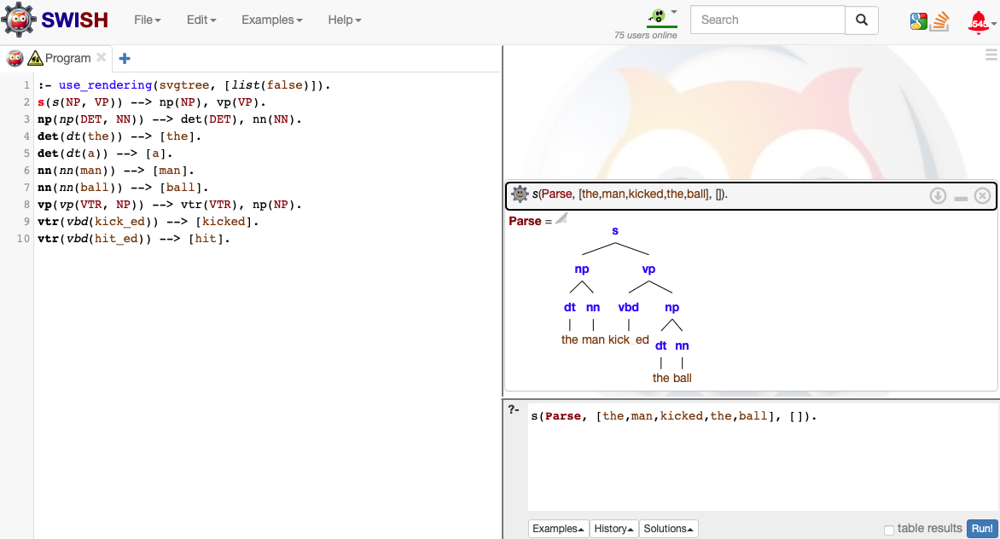 SWISH File Edit Examples Help 75 users online Search 545
Program
1 :- use_rendering(svgtree, [list(false)]).
2 s(s(NP, VP)) --> np(NP), vp(VP).
3 np(np(DET, NN)) --> det(DET), nn(NN).
4 det(dt(the)) --> [the].
5 det(dt(a)) --> [a].
6 nn(nn(man)) --> [man].
7 nn(nn(ball)) --> [ball].
8 vp(vp(VTR, NP)) --> vtr(VTR), np(NP).
9 vtr(vbd(kick_ed)) --> [kicked].
10 vtr(vbd(hit_ed)) --> [hit].
s(Parse, [the,man,kicked,the,ball], []).
Parse =
s
np vp
dt nn vbd np
the man kick ed dt nn
the ball
?- s(Parse, [the,man,kicked,the,ball], []).
Examples History Solutions table results Run!